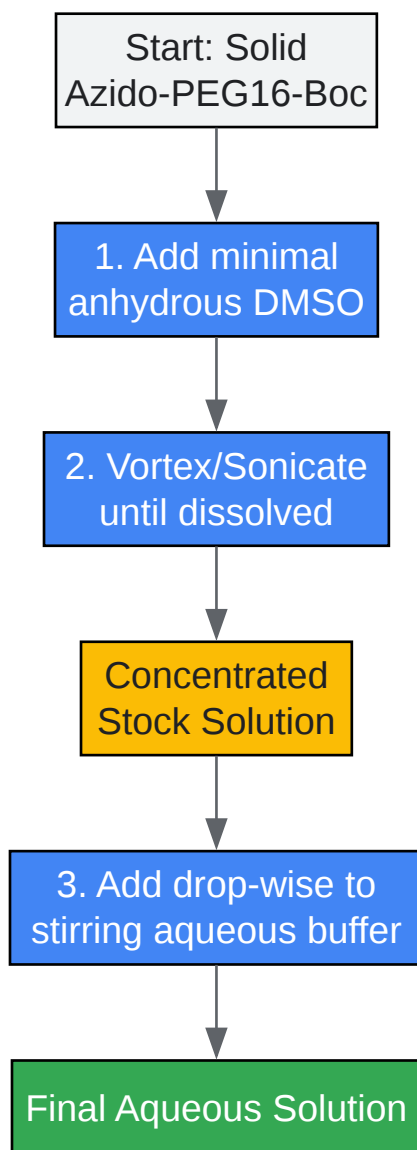 Start: Solid
Azido-PEG16-Boc
1. Add minimal
anhydrous DMSO
2. Vortex/Sonicate
until dissolved
Concentrated
Stock Solution
3. Add drop-wise to
stirring aqueous buffer
Final Aqueous Solution